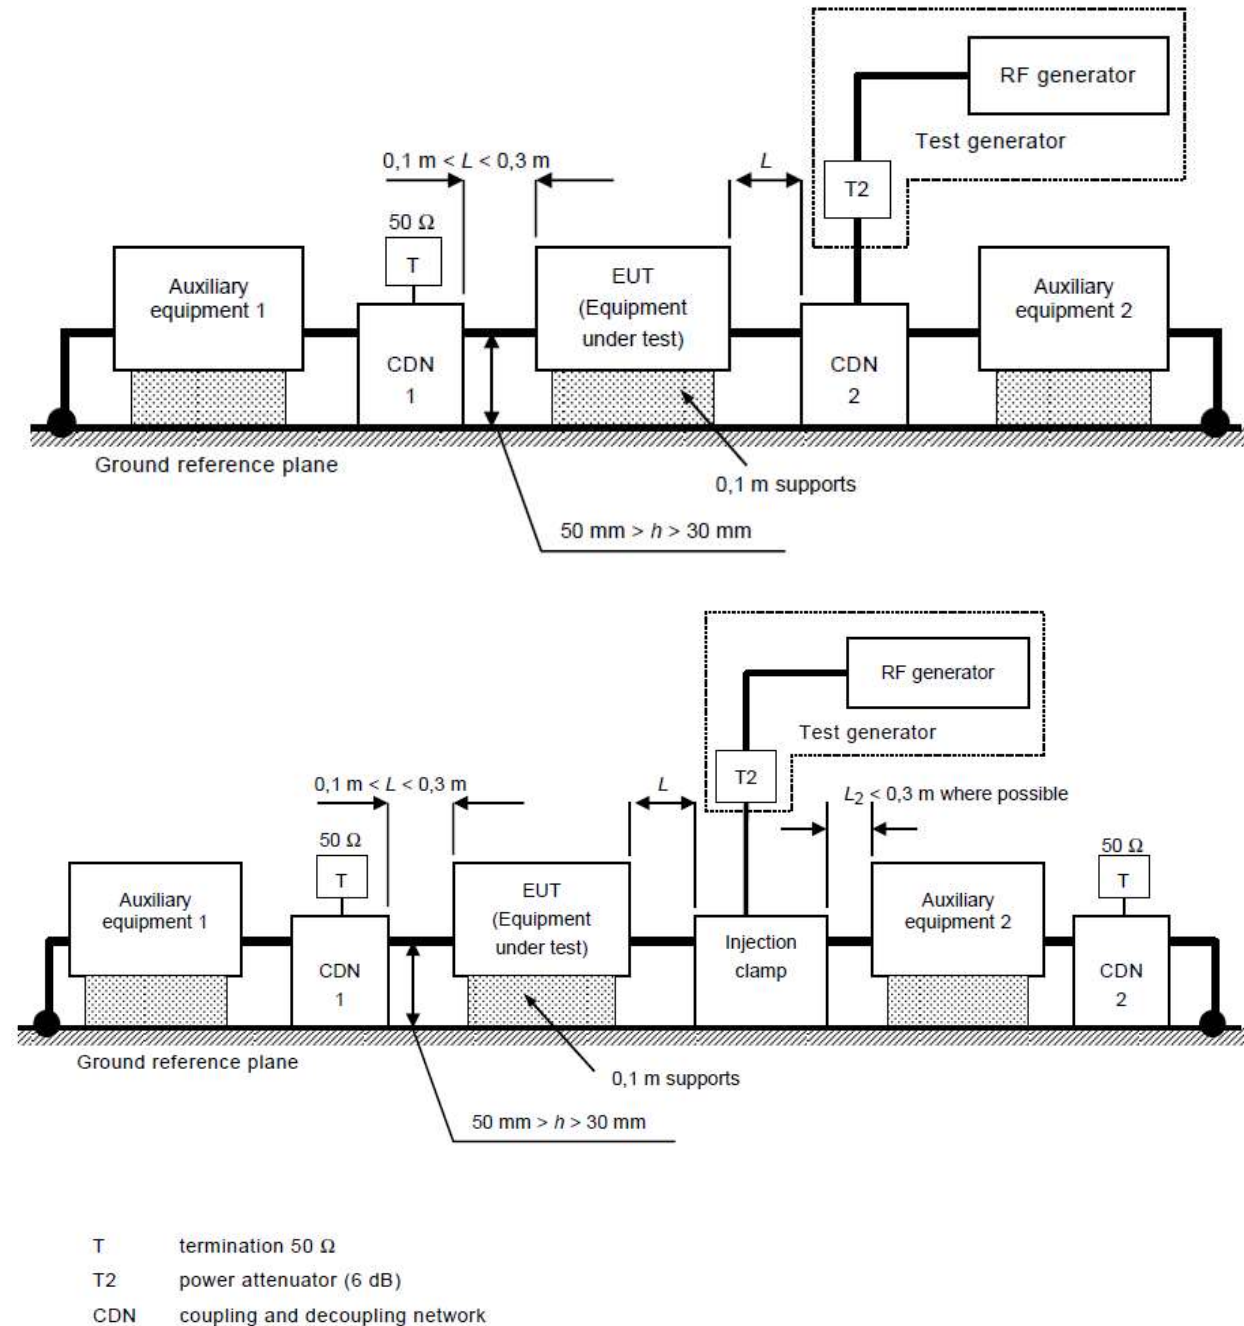 RF generator
Test generator
0,1 m < L < 0,3 m
L
T2
50 Ω
T
Auxiliary
equipment 1
EUT
(Equipment
under test)
Auxiliary
equipment 2
CDN
1
CDN
2
Ground reference plane
0,1 m supports
50 mm > h > 30 mm
RF generator
Test generator
T2
0,1 m < L < 0,3 m
L
L2 < 0,3 m where possible
50 Ω
T
50 Ω
T
Auxiliary
equipment 1
EUT
(Equipment
under test)
Auxiliary
equipment 2
Injection
clamp
CDN
1
CDN
2
Ground reference plane
0,1 m supports
50 mm > h > 30 mm
T termination 50 Ω
T2 power attenuator (6 dB)
CDN coupling and decoupling network